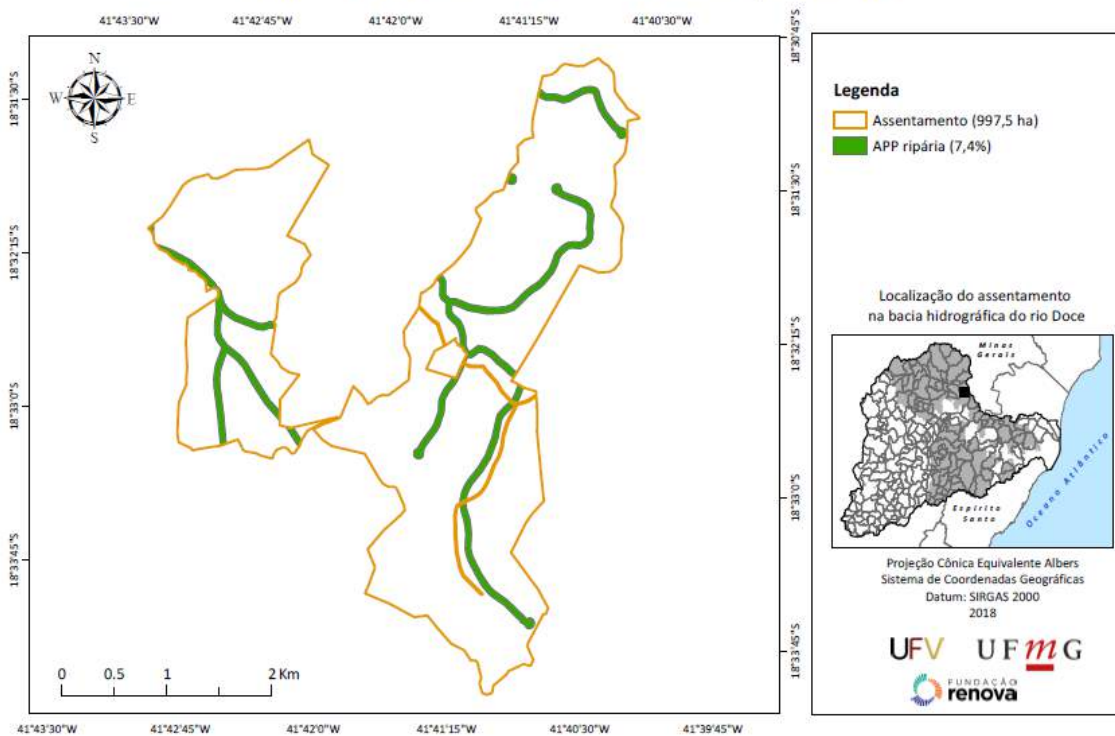 41°43'30"W 41°42'45"W 41°42'0"W 41°41'15"W 41°40'30"W
18°30'45"S
18°31'30"S
18°31'30"S
18°32'15"S
18°32'15"S
18°33'0"S
18°33'0"S
18°33'45"S
18°33'45"S
N
W E
S
0 0.5 1 2 Km
41°43'30"W 41°42'45"W 41°42'0"W 41°41'15"W 41°40'30"W 41°39'45"W
Legenda
Assentamento (997,5 ha)
APP ripária (7,4%)
Localização do assentamento
na bacia hidrográfica do rio Doce
Minas
Gerais
Espírito
Santo
Oceano Atlântico
Projeção Cônica Equivalente Albers
Sistema de Coordenadas Geográficas
Datum: SIRGAS 2000
2018
UFV UFmG
FUNDAÇÃO
renova